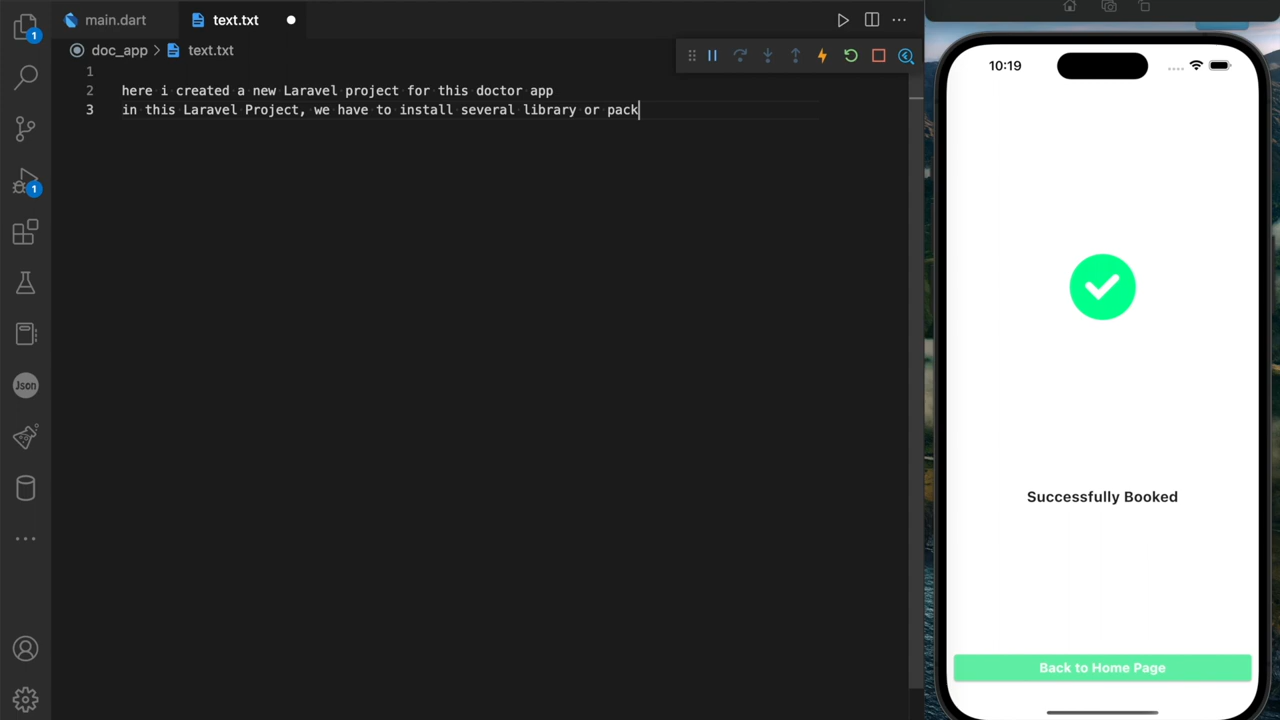 main.dart
text.txt
doc_app > text.txt
1
2 here i created a new Laravel project for this doctor app
3 in this Laravel Project, we have to install several library or pack
1
1
Json
10:19
Successfully Booked
Back to Home Page